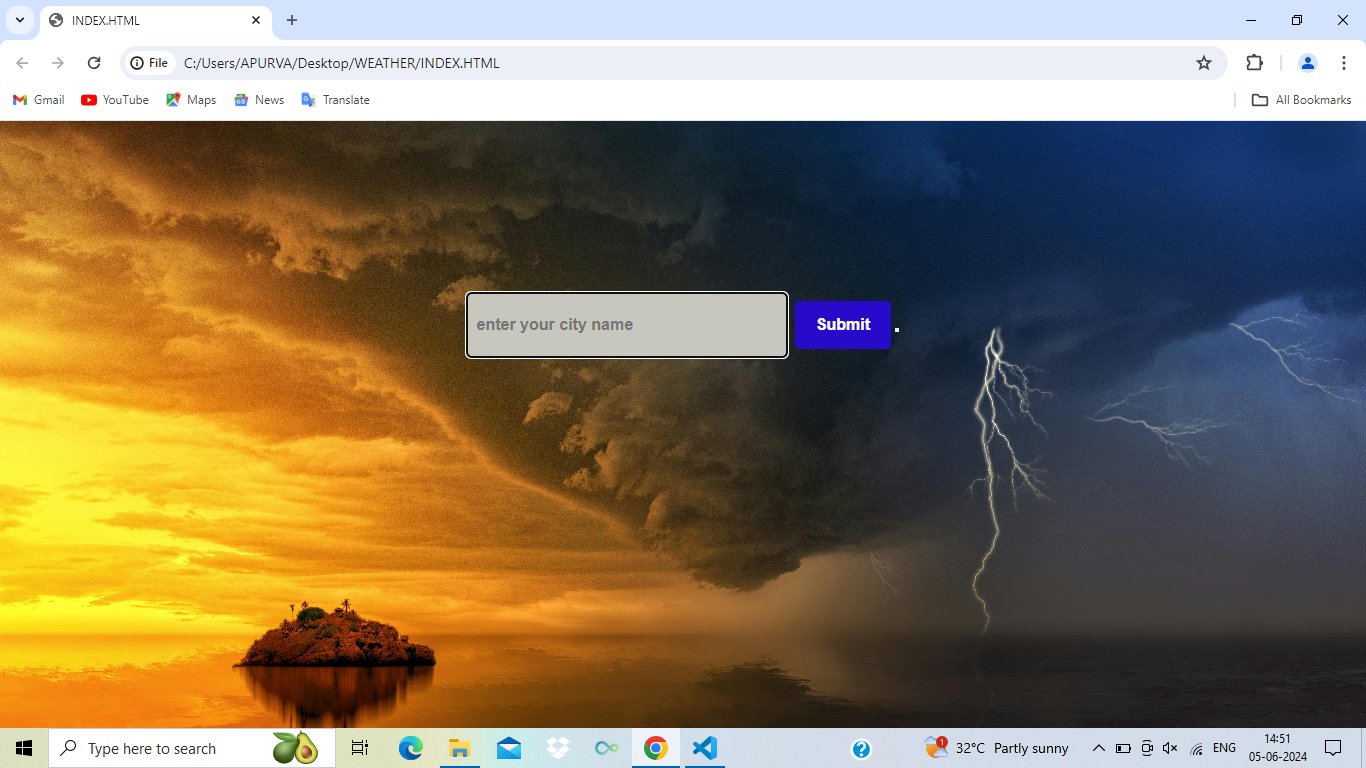 INDEX.HTML
File C:/Users/APURVA/Desktop/WEATHER/INDEX.HTML
Gmail YouTube Maps News Translate All Bookmarks
enter your city name Submit .
Type here to search 32°C Partly sunny ENG 14:51
05-06-2024
1